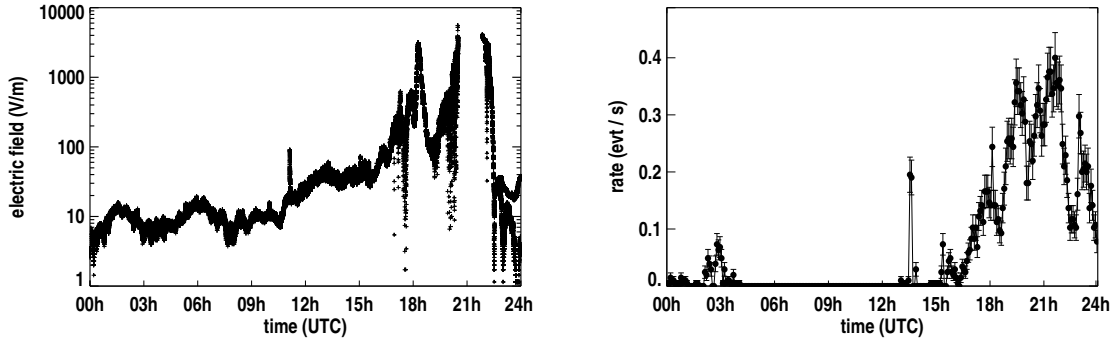 10000
1000
100
10
1
electric field (V/m)
00h 03h 06h 09h 12h 15h 18h 21h 24h
time (UTC)
0.4
0.3
0.2
0.1
0.
rate (evt / s)
00h 03h 06h 09h 12h 15h 18h 21h 24h
time (UTC)